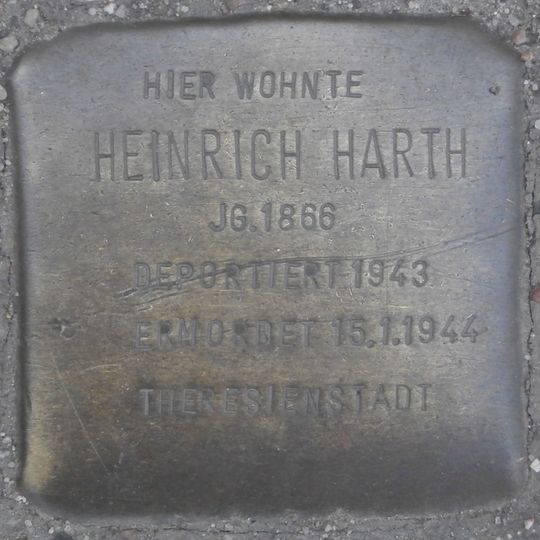 HIER WOHNTE
HEINRICH HARTH
JG. 1866
DEPORTIERT 1943
ERMORDET 15.1.1944
THERESIENSTADT